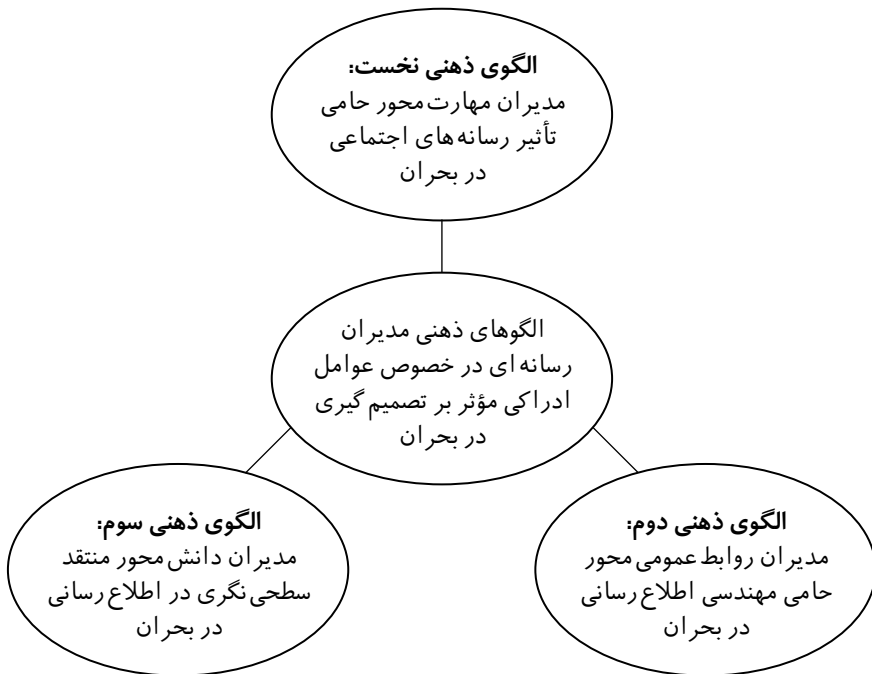 الگوی ذهنی نخست:
مدیران مهارت‌محور حامی
تأثیر رسانه‌های اجتماعی
در بحران
الگوهای ذهنی مدیران
رسانه‌ای در خصوص عوامل
ادراکی مؤثر بر تصمیم‌گیری
در بحران
الگوی ذهنی دوم:
مدیران روابط‌عمومی‌محور
حامی مهندسی اطلاع‌رسانی
در بحران
الگوی ذهنی سوم:
مدیران دانش‌محور منتقد
سطحی‌نگری در اطلاع‌رسانی
در بحران